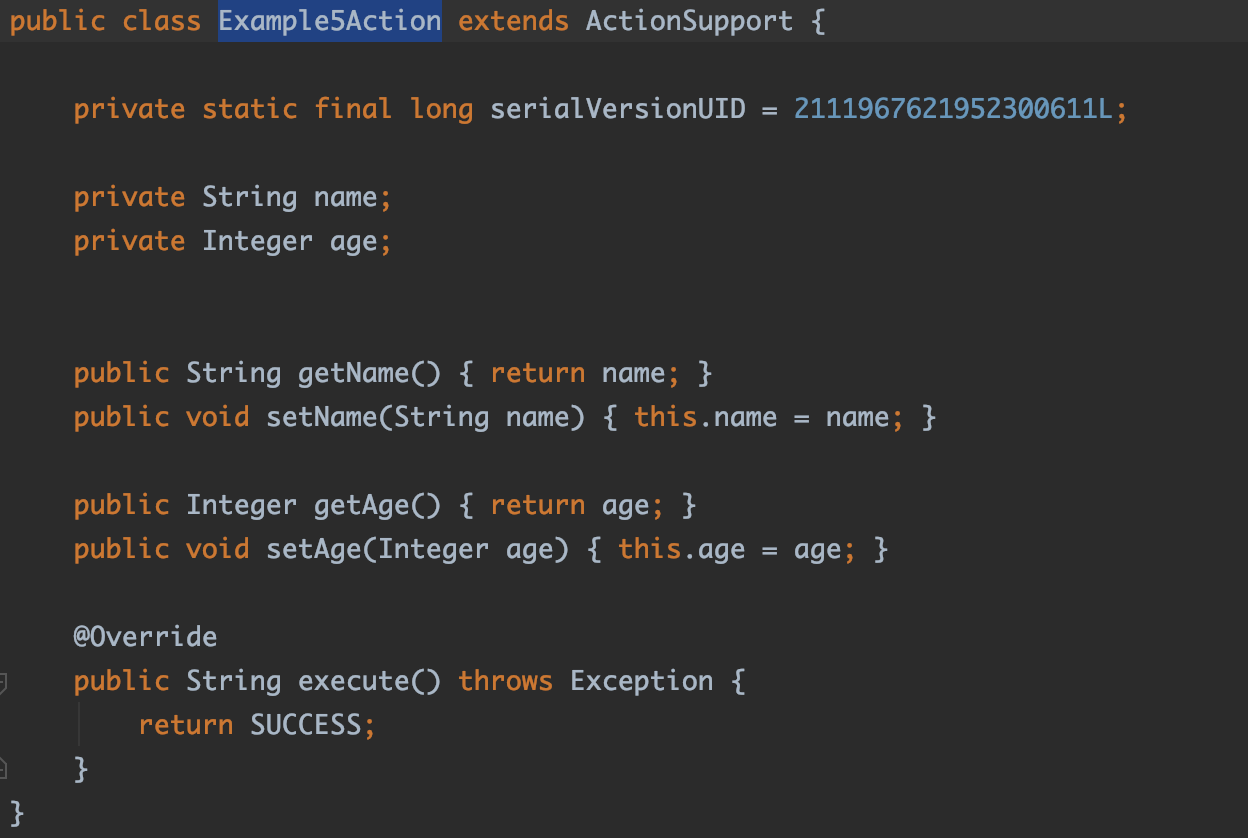 public class Example5Action extends ActionSupport {
private static final long serialVersionUID = 2111967621952300611L;
private String name;
private Integer age;
public String getName() { return name; }
public void setName(String name) { this.name = name; }
public Integer getAge() { return age; }
public void setAge(Integer age) { this.age = age; }
@Override
public String execute() throws Exception {
return SUCCESS;
}
}